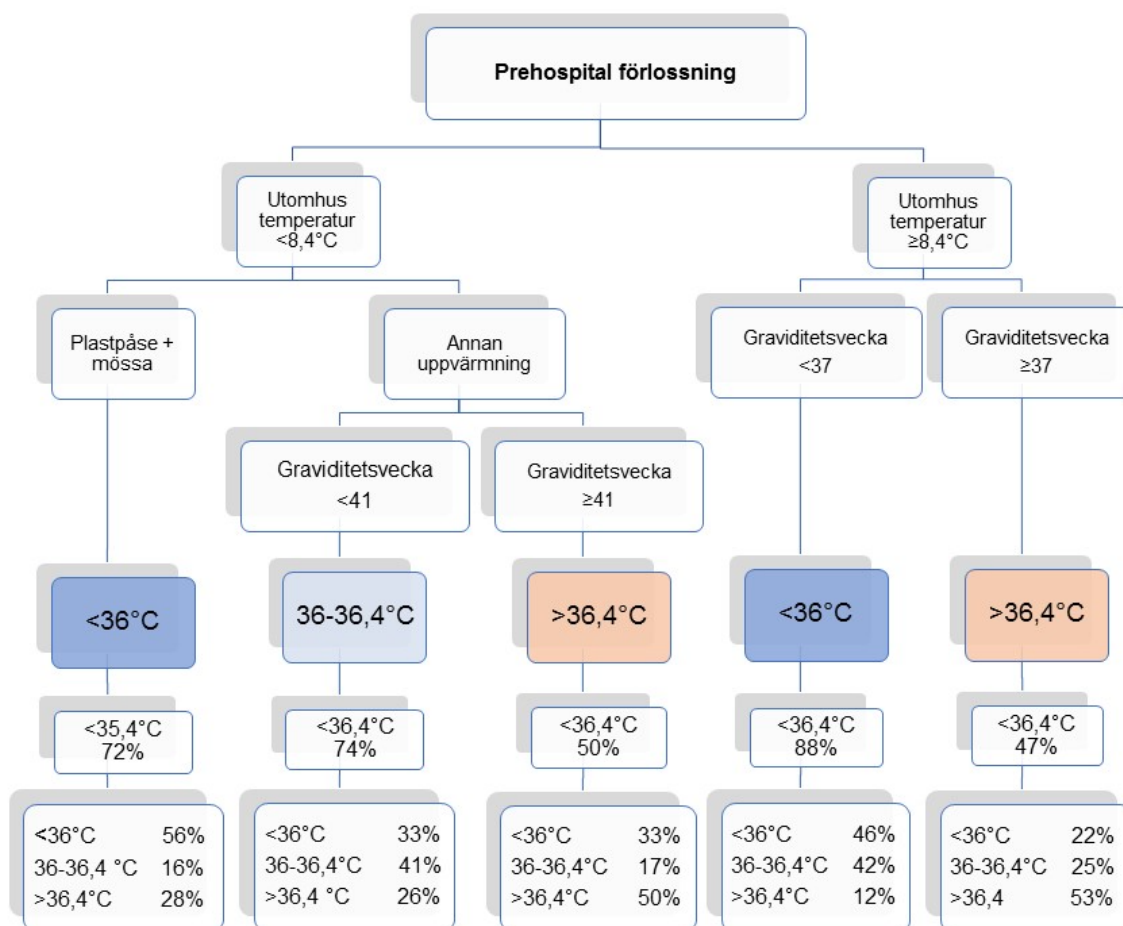 Prehospital förlossning
Utomhus
temperatur
<8,4°C
Utomhus
temperatur
≥8,4°C
Plastpåse +
mössa
Annan
uppvärmning
Graviditetsvecka
<37
Graviditetsvecka
≥37
Graviditetsvecka
<41
Graviditetsvecka
≥41
<36°C
36-36,4°C
>36,4°C
<36°C
>36,4°C
<35,4°C
72%
<36,4°C
74%
<36,4°C
50%
<36,4°C
88%
<36,4°C
47%
<36°C 56%
36-36,4 °C 16%
>36,4°C 28%
<36°C 33%
36-36,4°C 41%
>36,4 °C 26%
<36°C 33%
36-36,4°C 17%
>36,4°C 50%
<36°C 46%
36-36,4°C 42%
>36,4°C 12%
<36°C 22%
36-36,4°C 25%
>36,4 53%